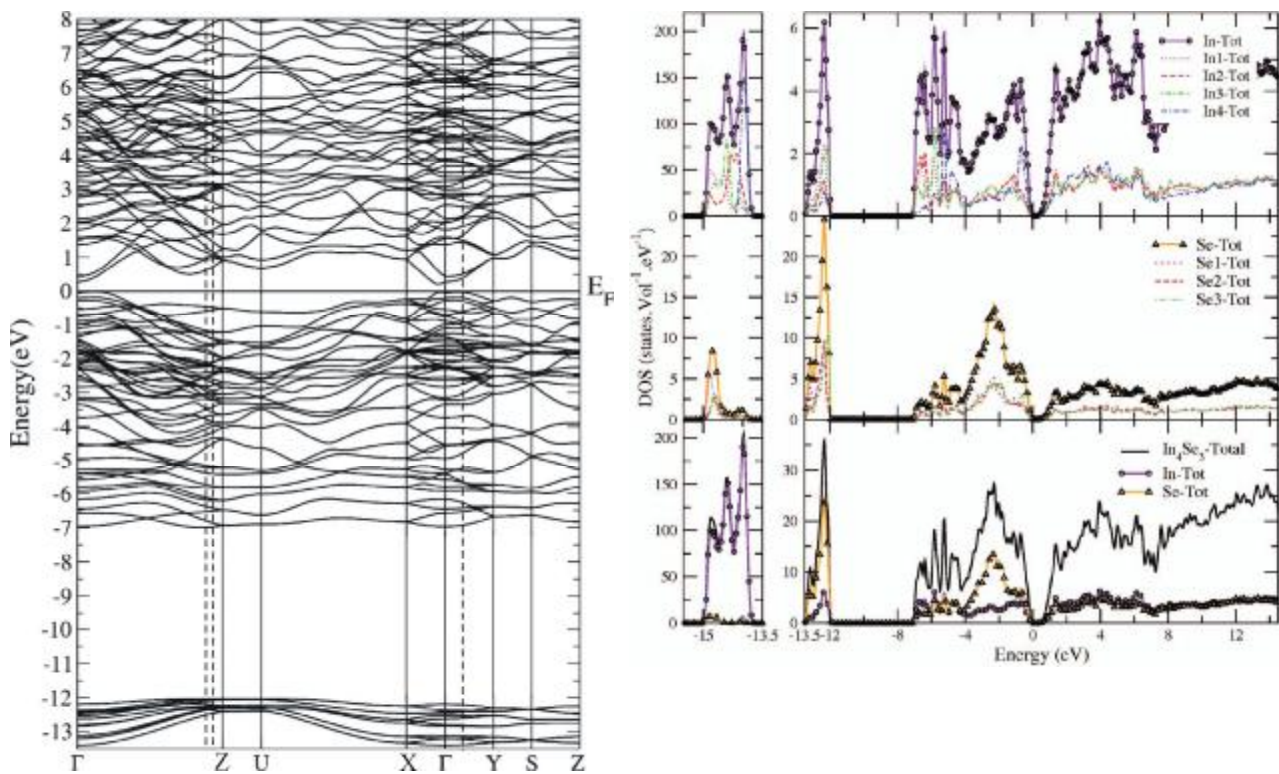 8
7
6
5
4
3
2
1
0
-1
-2
-3
-4
-5
-6
-7
-8
-9
-10
-11
-12
-13
Energy(eV)
E_F
Γ Z U X Γ Y S Z
200
150
100
50
0
6
4
2
0
In-Tot
In1-Tot
In2-Tot
In3-Tot
In4-Tot
20
15
10
5
0
20
15
10
5
0
Se-Tot
Se1-Tot
Se2-Tot
Se3-Tot
DOS (states.Vol⁻¹.eV⁻¹)
200
150
100
50
0
30
20
10
0
In₄Se₃-Total
In-Tot
Se-Tot
-15 -13.5 -13.5 -12 -8 -4 0 4 8 12
Energy (eV)